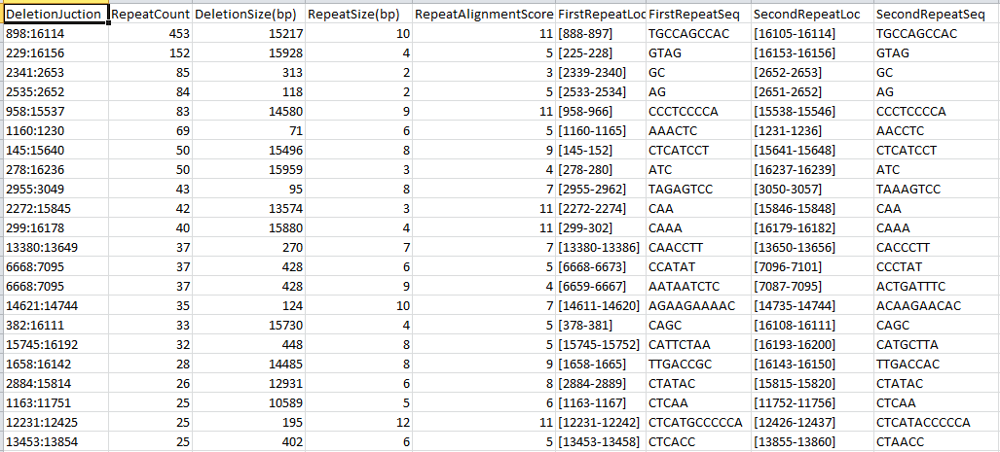 DeletionJuction RepeatCount DeletionSize(bp) RepeatSize(bp) RepeatAlignmentScore FirstRepeatLoc FirstRepeatSeq SecondRepeatLoc SecondRepeatSeq
898:16114 453 15217 10 11 [888-897] TGCCAGCCAC [16105-16114] TGCCAGCCAC
229:16156 152 15928 4 5 [225-228] GTAG [16153-16156] GTAG
2341:2653 85 313 2 3 [2339-2340] GC [2652-2653] GC
2535:2652 84 118 2 5 [2533-2534] AG [2651-2652] AG
958:15537 83 14580 9 11 [958-966] CCCTCCCCA [15538-15546] CCCTCCCCA
1160:1230 69 71 6 5 [1160-1165] AAACTC [1231-1236] AACCTC
145:15640 50 15496 8 9 [145-152] CTCATCCT [15641-15648] CTCATCCT
278:16236 50 15959 3 4 [278-280] ATC [16237-16239] ATC
2955:3049 43 95 8 7 [2955-2962] TAGAGTCC [3050-3057] TAAAGTCC
2272:15845 42 13574 3 11 [2272-2274] CAA [15846-15848] CAA
299:16178 40 15880 4 11 [299-302] CAAA [16179-16182] CAAA
13380:13649 37 270 7 7 [13380-13386] CAACCTT [13650-13656] CACCCTT
6668:7095 37 428 6 5 [6668-6673] CCATAT [7096-7101] CCCTAT
6668:7095 37 428 9 4 [6659-6667] AATAATCTC [7087-7095] ACTGATTTC
14621:14744 35 124 10 7 [14611-14620] AGAAGAAAAC [14735-14744] ACAAGAACAC
382:16111 33 15730 4 5 [378-381] CAGC [16108-16111] CAGC
15745:16192 32 448 8 5 [15745-15752] CATTCTAA [16193-16200] CATGCTTA
1658:16142 28 14485 8 9 [1658-1665] TTGACCGC [16143-16150] TTGACCAC
2884:15814 26 12931 6 8 [2884-2889] CTATAC [15815-15820] CTATAC
1163:11751 25 10589 5 6 [1163-1167] CTCAA [11752-11756] CTCAA
12231:12425 25 195 12 11 [12231-12242] CTCATGCCCCCA [12426-12437] CTCATACCCCCA
13453:13854 25 402 6 5 [13453-13458] CTCACC [13855-13860] CTAACC